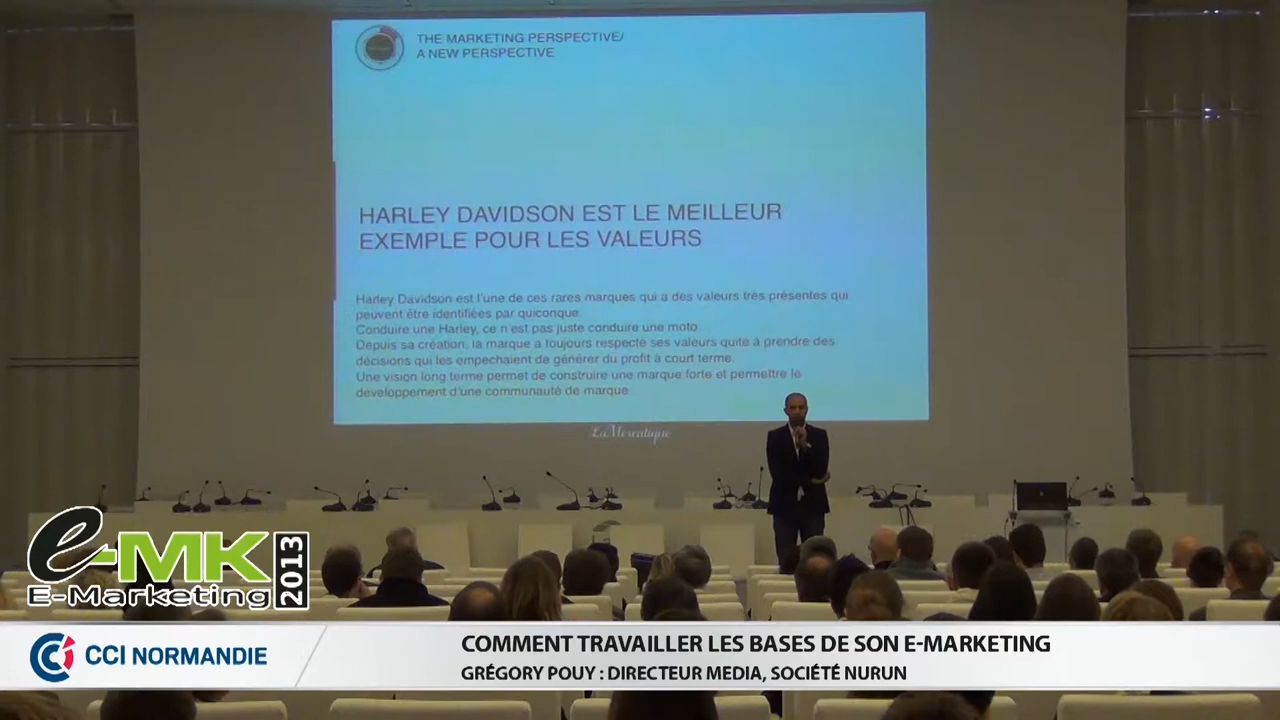 THE MARKETING PERSPECTIVE/
A NEW PERSPECTIVE
HARLEY DAVIDSON EST LE MEILLEUR
EXEMPLE POUR LES VALEURS
Harley Davidson est l'une de ces rares marques qui a des valeurs très présentes qui
peuvent être identifiées par quiconque.
Conduire une Harley, ce n'est pas juste conduire une moto.
Depuis sa création, la marque a toujours respecté ses valeurs quite à prendre des
décisions qui les empechaient de générer du profit à court terme.
Une vision long terme permet de construire une marque forte et permettre le
developpement d'une communauté de marque.
LaMercatique
e-MK
2013
E-Marketing
CCI NORMANDIE
COMMENT TRAVAILLER LES BASES DE SON E-MARKETING
GRÉGORY POUY : DIRECTEUR MEDIA, SOCIÉTÉ NURUN